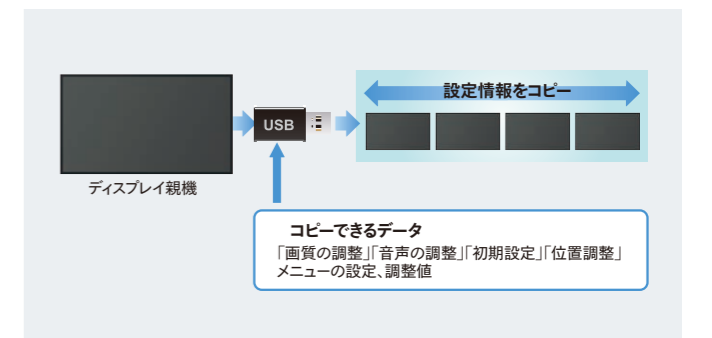 設定情報をコピー
USB
ディスプレイ親機
コピーできるデータ
「画質の調整」「音声の調整」「初期設定」「位置調整」
メニューの設定、調整値